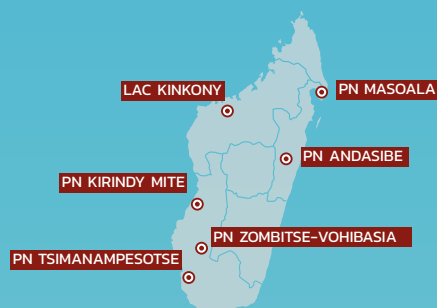 LAC KINKONY
PN MASOALA
PN ANDASIBE
PN KIRINDY MITE
PN ZOMBITSE-VOHIBASIA
PN TSIMANAMPESOTSE